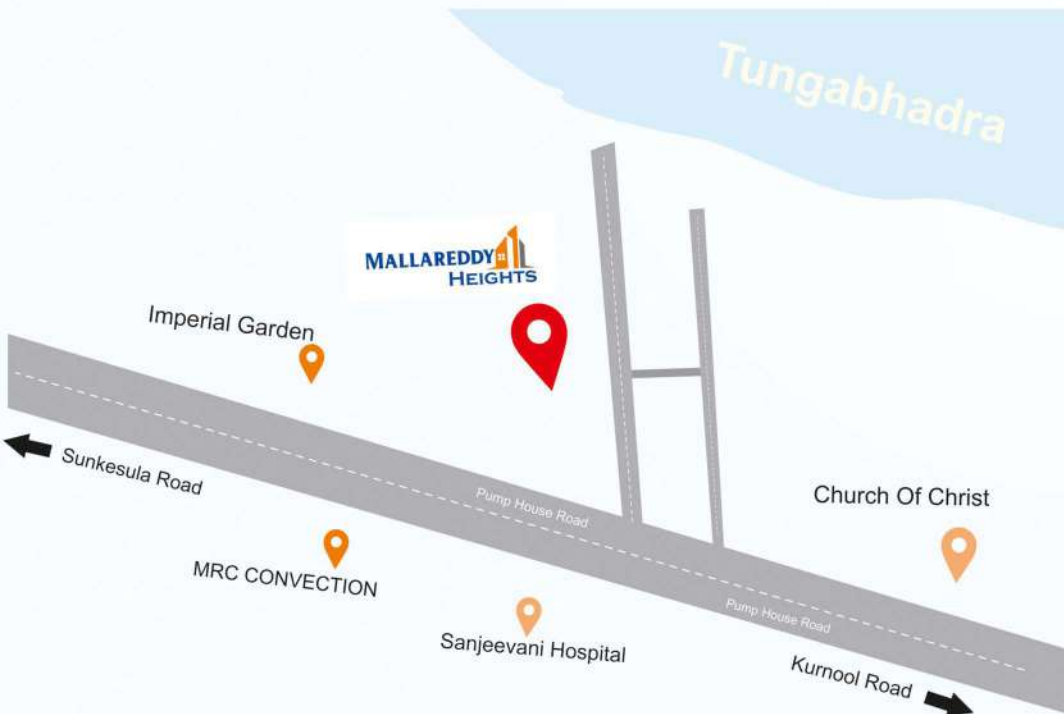 Tungabhadra
MALLAREDDY
HEIGHTS
Imperial Garden
Sunkesula Road
Pump House Road
Church Of Christ
MRC CONVECTION
Pump House Road
Sanjeevani Hospital
Kurnool Road